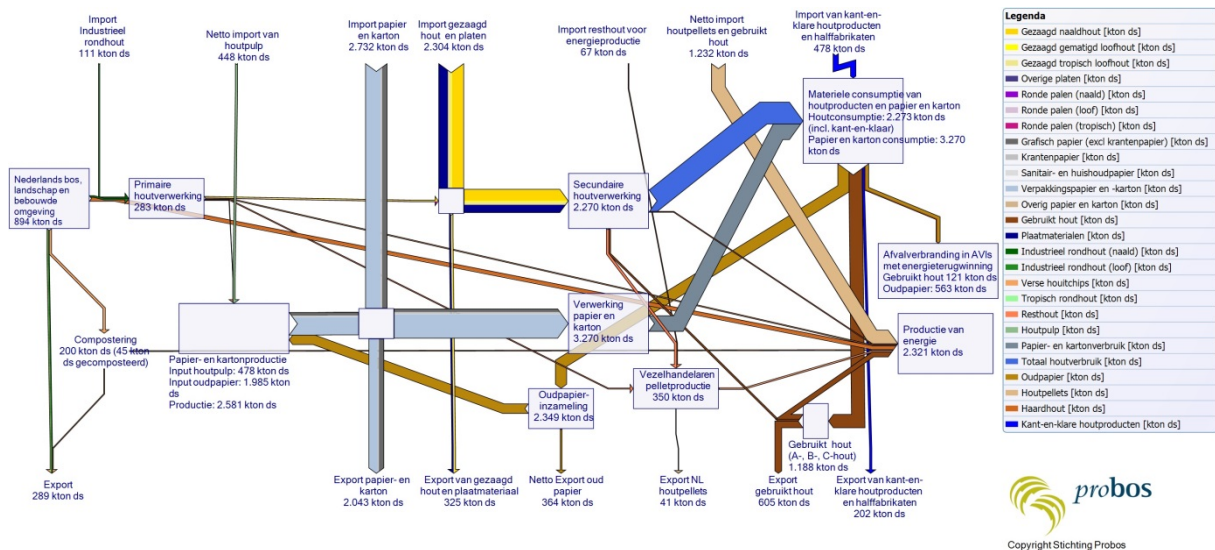 Import
Industrieel
rondhout
111 kton ds
Netto import van
houtpulp
448 kton ds
Import papier
en karton
2.732 kton ds
Import gezaagd
hout en platen
2.304 kton ds
Import resthout voor
energieproductie
67 kton ds
Netto import
houtpellets en gebruikt
hout
1.232 kton ds
Import van kant-en-
klare houtproducten
en halffabrikaten
478 kton ds
Materiele consumptie van
houtproducten en papier en karton
Houtconsumptie: 2.273 kton ds
(incl. kant-en-klaar)
Papier en karton consumptie: 3.270
kton ds
Nederlands bos,
landschap en
bebouwde
omgeving
894 kton ds
Primaire
houtverwerking
283 kton ds
Secundaire
houtverwerking
2.270 kton ds
Afvalverbranding in AVIs
met energieterugwinning
Gebruikt hout 121 kton ds
Oudpapier: 563 kton ds
Compostering
200 kton ds (45 kton
ds gecomposteerd)
Papier- en kartonproductie
Input houtpulp: 478 kton ds
Input oudpapier: 1.985 kton
ds
Productie: 2.581 kton ds
Verwerking
papier en
karton
3.270 kton ds
Productie van
energie
2.321 kton ds
Oudpapier-
inzameling
2.349 kton ds
Vezelhandelaren
pelletproductie
350 kton ds
Gebruikt hout
(A-, B-, C-hout)
1.188 kton ds
Export
289 kton ds
Export papier- en
karton
2.043 kton ds
Export van gezaagd
hout en plaatmateriaal
325 kton ds
Netto Export oud
papier
364 kton ds
Export NL
houtpellets
41 kton ds
Export
gebruikt hout
605 kton ds
Export van kant-en-
klare houtproducten en
halffabrikaten
202 kton ds
Legenda
Gezaagd naaldhout [kton ds]
Gezaagd gematigd loofhout [kton ds]
Gezaagd tropisch loofhout [kton ds]
Overige platen [kton ds]
Ronde palen (naald) [kton ds]
Ronde palen (loof) [kton ds]
Ronde palen (tropisch) [kton ds]
Grafisch papier (excl krantenpapier) [kton ds]
Krantenpapier [kton ds]
Sanitair- en huishoudpapier [kton ds]
Verpakkingspapier en -karton [kton ds]
Overig papier en karton [kton ds]
Gebruikt hout [kton ds]
Plaatmaterialen [kton ds]
Industrieel rondhout (naald) [kton ds]
Industrieel rondhout (loof) [kton ds]
Verse houitchips [kton ds]
Tropisch rondhout [kton ds]
Resthout [kton ds]
Houtpulp [kton ds]
Papier- en kartonverbruik [kton ds]
Totaal houtverbruik [kton ds]
Oudpapier [kton ds]
Houtpellets [kton ds]
Haardhout [kton ds]
Kant-en-klare houtproducten [kton ds]
probos
Copyright Stichting Probos